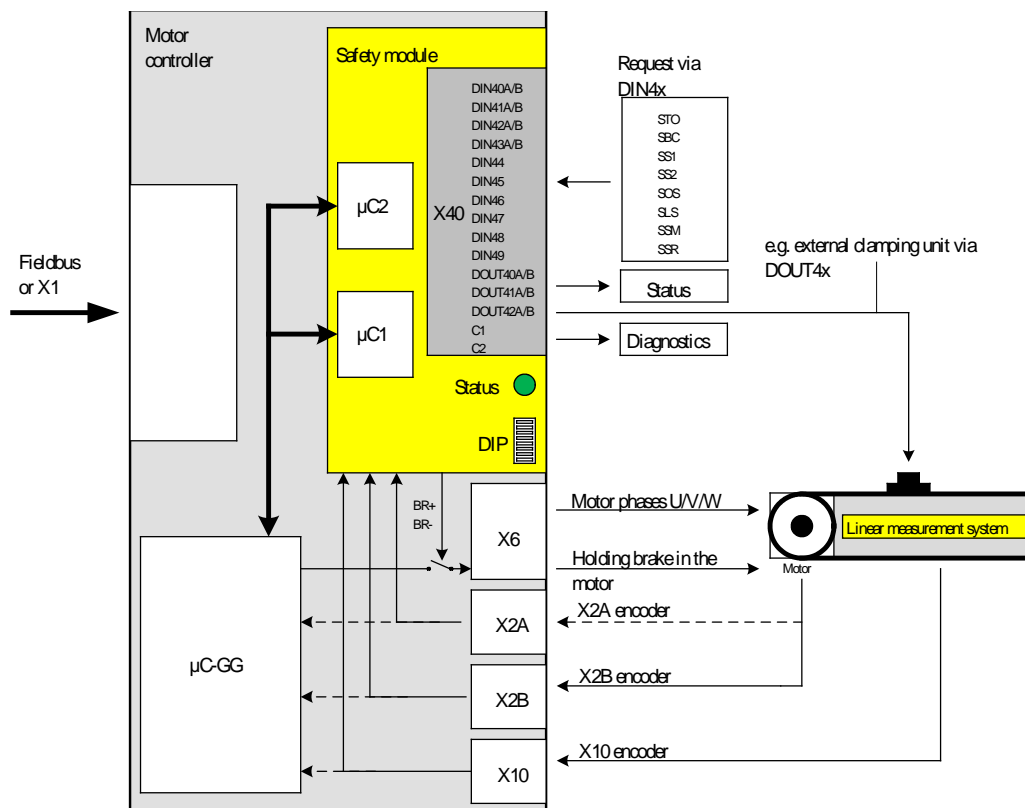 Motor
controller
Safety module
Request via
DIN4x
DIN40A/B
DIN41A/B
DIN42A/B
DIN43A/B
DIN44
DIN45
DIN46
DIN47
DIN48
DIN49
DOUT40A/B
DOUT41A/B
DOUT42A/B
C1
C2
X40
STO
SBC
SS1
SS2
SOS
SLS
SSM
SSR
µC2
µC1
Fieldbus
or X1
e.g. external clamping unit via
DOUT4x
Status
Diagnostics
Status
DIP
BR+
BR-
X6
Motor phases U/V/W
Linear measurement system
Holding brake in the
motor
Motor
X2A
X2A encoder
µC-GG
X2B
X2B encoder
X10
X10 encoder